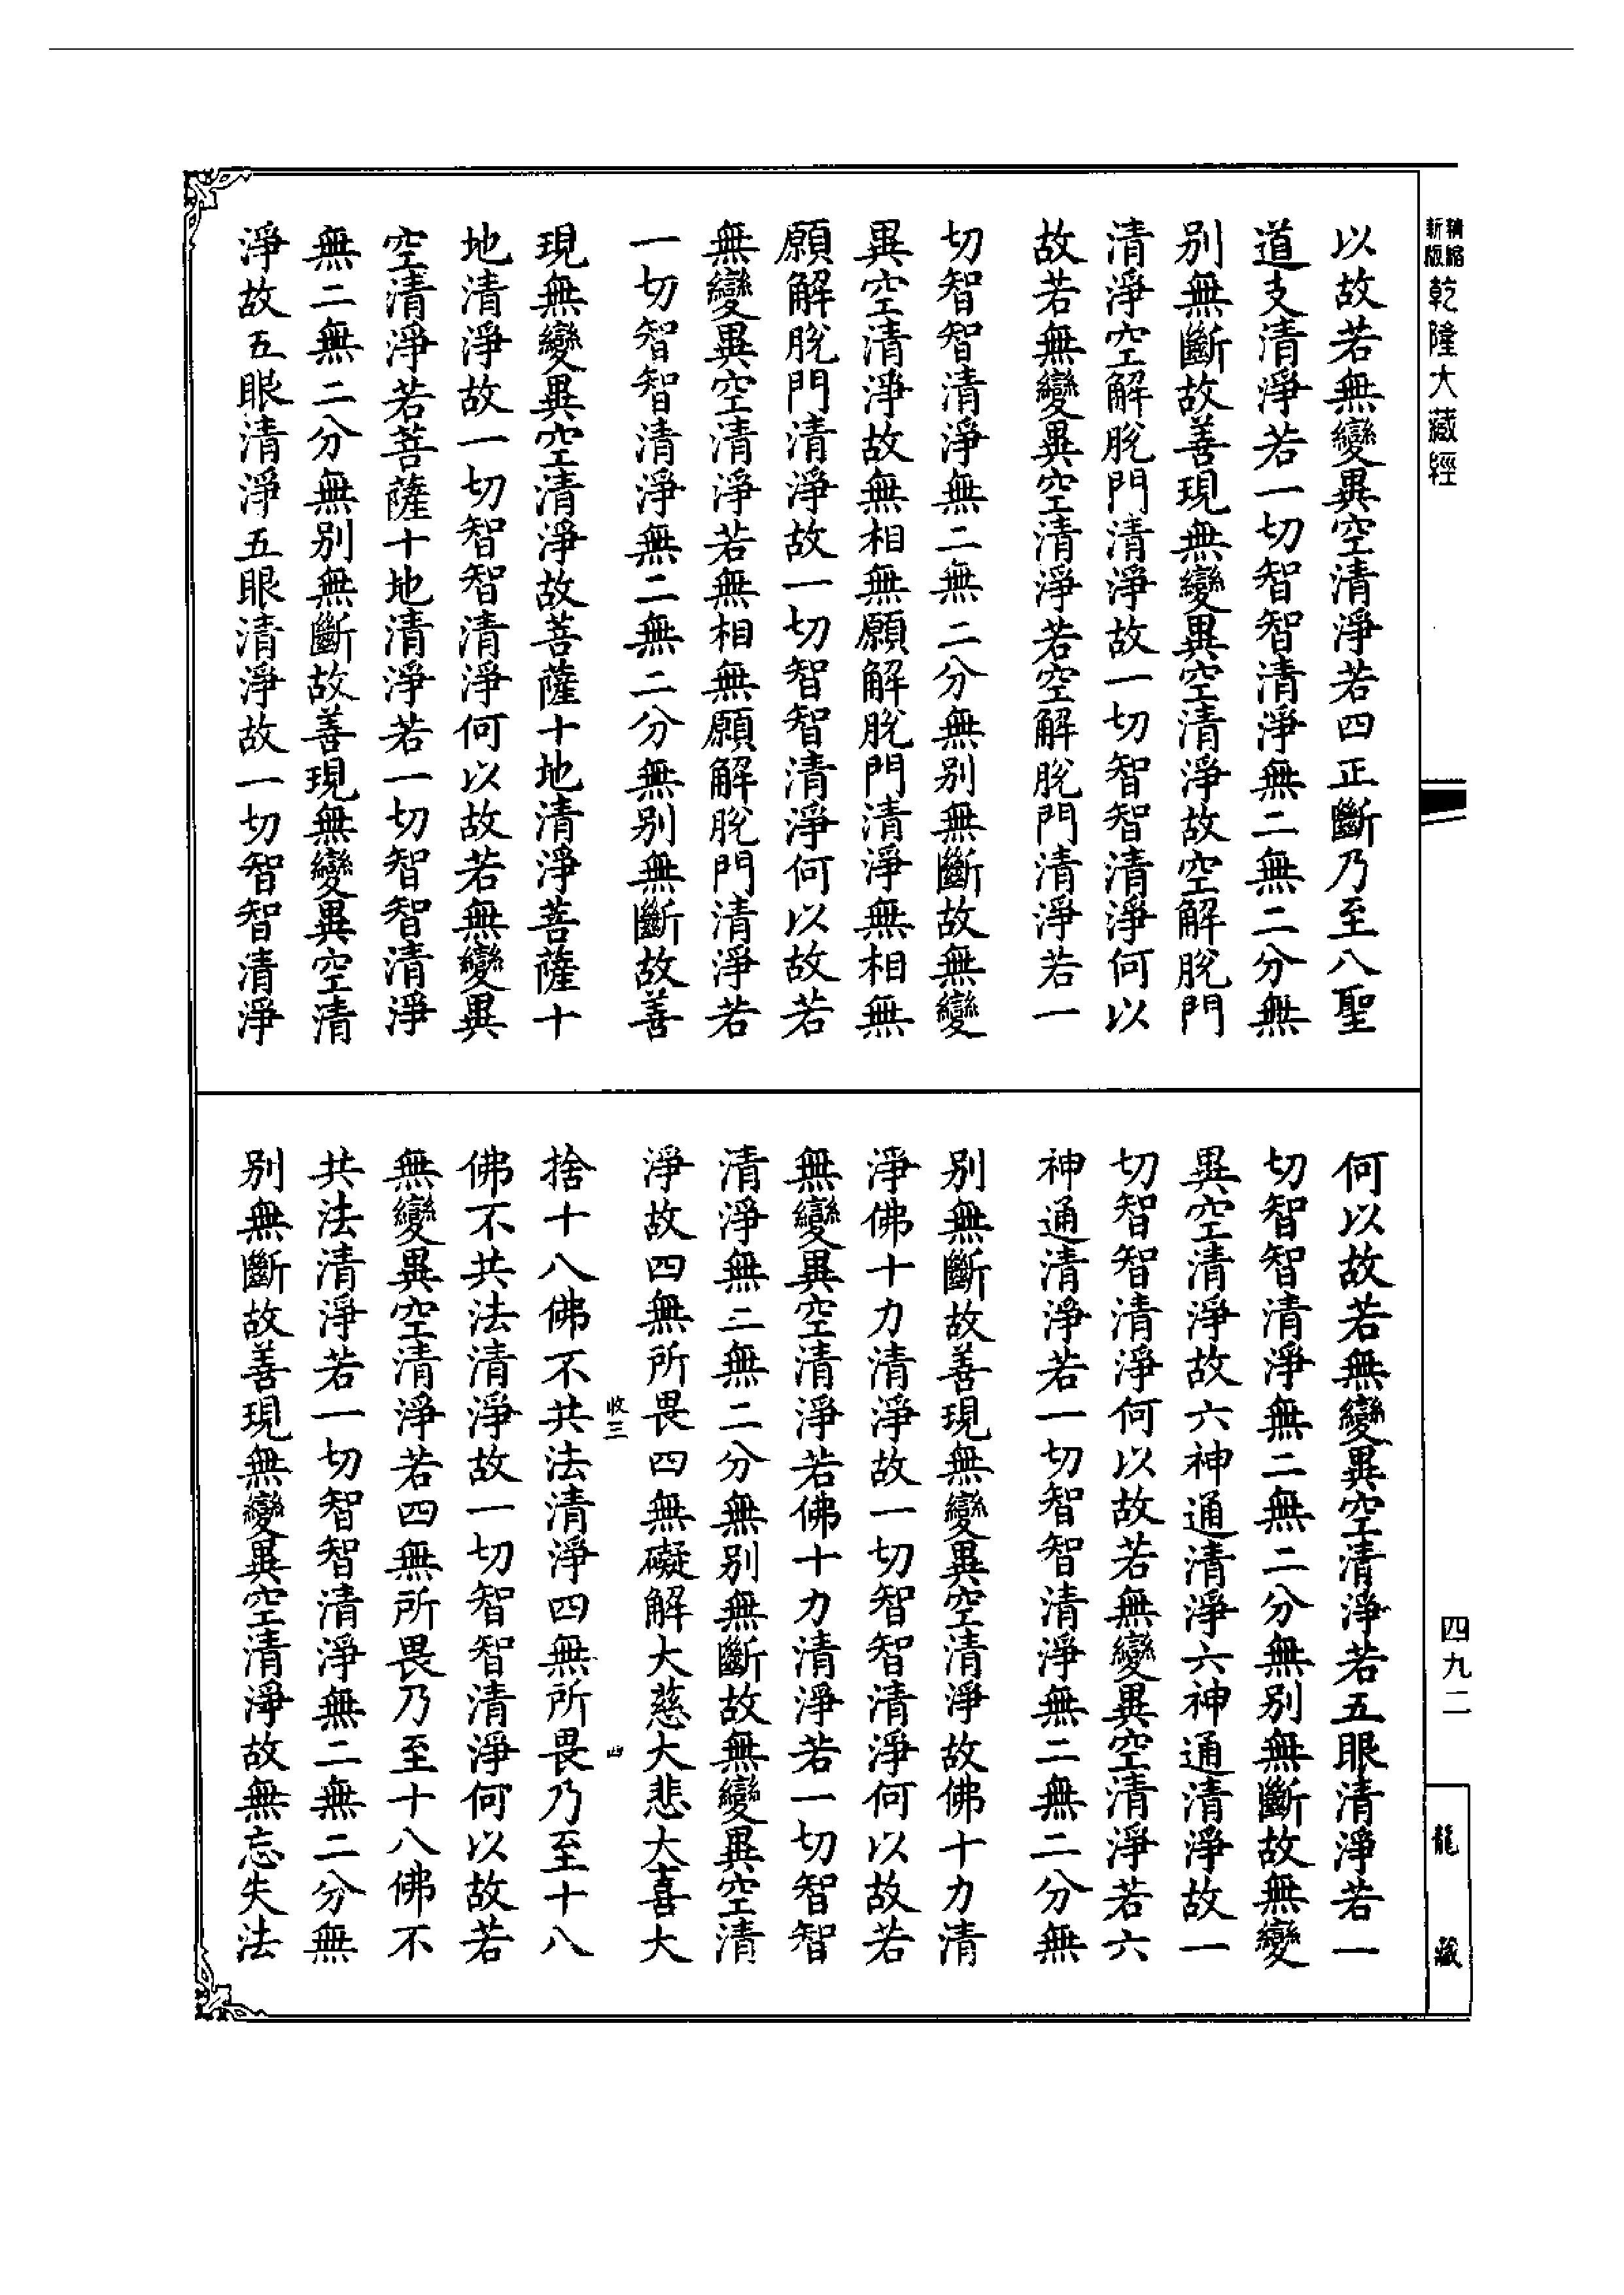 精縮新版乾隆大藏經
以故若無變異空清淨若四正斷乃至八聖
道支清淨若一切智智清淨無二無二分無
别無斷故善現無變異空清淨故空解脫門
清淨空解脫門清淨故一切智智清淨何以
故若無變異空清淨若空解脫門清淨若一
切智智清淨無二無二分無别無斷故無變
異空清淨故無相無願解脫門清淨無相無
願解脫門清淨故一切智智清淨何以故若
無變異空清淨若無相無願解脫門清淨若
一切智智清淨無二無二分無别無斷故善
現無變異空清淨故菩薩十地清淨菩薩十
地清淨故一切智智清淨何以故若無變異
空清淨若菩薩十地清淨若一切智智清淨
無二無二分無别無斷故善現無變異空清
淨故五眼清淨五眼清淨故一切智智清淨
何以故若無變異空清淨若五眼清淨若一
切智智清淨無二無二分無别無斷故無變
異空清淨故六神通清淨六神通清淨故一
切智智清淨何以故若無變異空清淨若六
神通清淨若一切智智清淨無二無二分無
别無斷故善現無變異空清淨故佛十力清
淨佛十力清淨故一切智智清淨何以故若
無變異空清淨若佛十力清淨若一切智智
清淨無二無二分無别無斷故無變異空清
淨故四無所畏四無礙解大慈大悲大喜大
收三
四
捨十八佛不共法清淨四無所畏乃至十八
佛不共法清淨故一切智智清淨何以故若
無變異空清淨若四無所畏乃至十八佛不
共法清淨若一切智智清淨無二無二分無
别無斷故善現無變異空清淨故無忘失法
四九二
龍藏